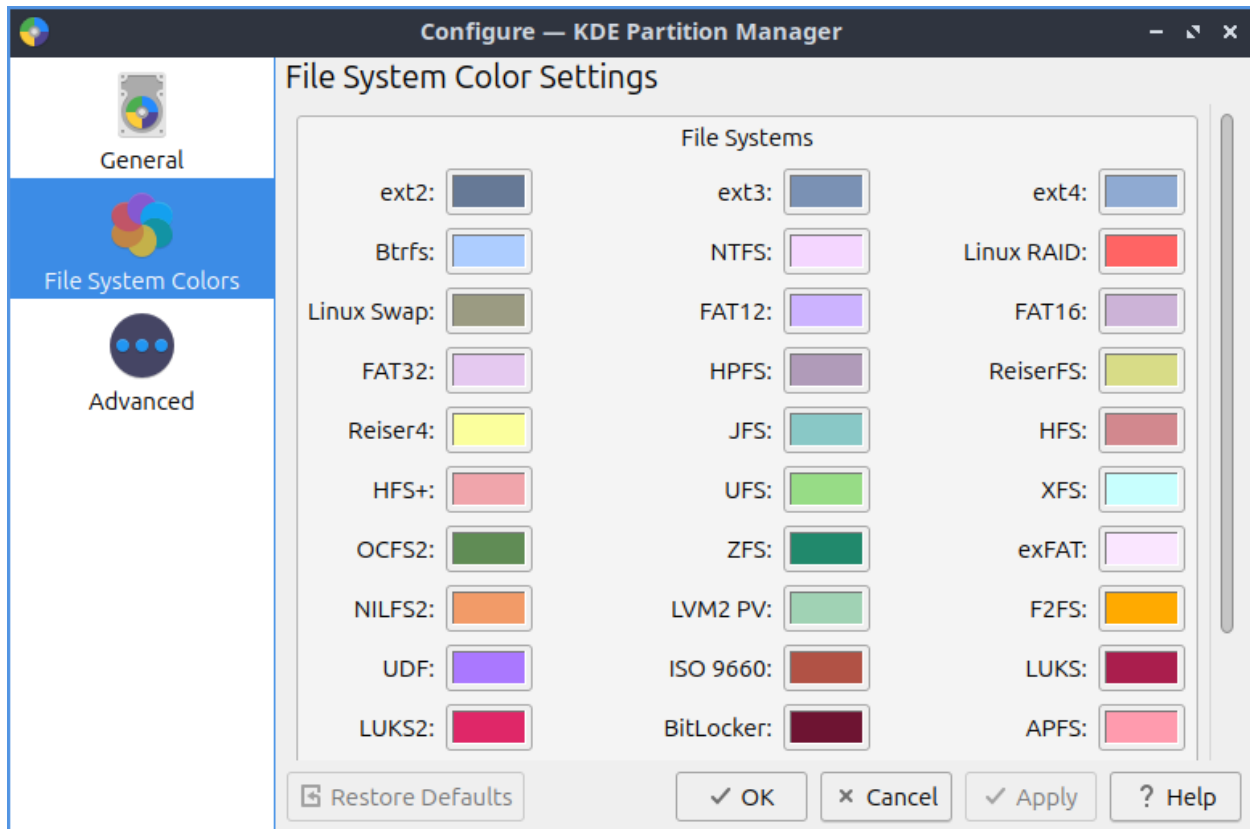 Configure — KDE Partition Manager
General
File System Colors
Advanced
File System Color Settings
File Systems
ext2: ext3: ext4:
Btrfs: NTFS: Linux RAID:
Linux Swap: FAT12: FAT16:
FAT32: HPFS: ReiserFS:
Reiser4: JFS: HFS:
HFS+: UFS: XFS:
OCFS2: ZFS: exFAT:
NILFS2: LVM2 PV: F2FS:
UDF: ISO 9660: LUKS:
LUKS2: BitLocker: APFS:
Restore Defaults OK Cancel Apply ? Help